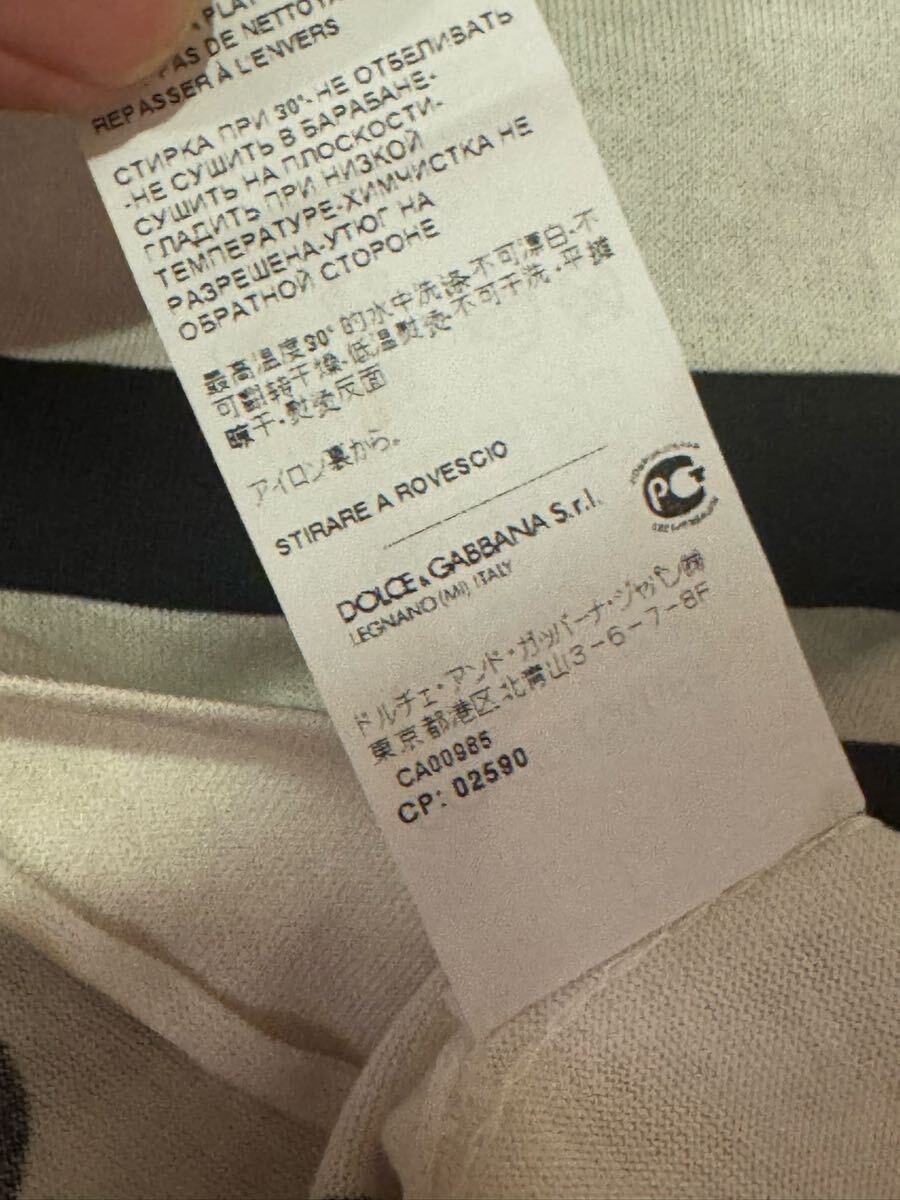 PAS DE NETTOYA
REPASSER À L'ENVERS
СТИРКА ПРИ 30°-НЕ ОТБЕЛИВАТЬ
-НЕ СУШИТЬ В БАРАБАНЕ-
СУШИТЬ НА ПЛОСКОСТИ-
ГЛАДИТЬ ПРИ НИЗКОЙ
ТЕМПЕРАТУРЕ-ХИМЧИСТКА НЕ
РАЗРЕШЕНА-УТЮГ НА
ОБРАТНОЙ СТОРОНЕ
最高温度30°的水中洗涤·不可漂白·不
可翻转干燥·低温熨烫·不可干洗·平摊
晾干·熨烫反面
アイロン裏から。
STIRARE A ROVESCIO
DOLCE&GABBANA S.r.l.
LEGNANO (MI) ITALY
РСТ
ドルチェ・アンド・ガッバーナ・ジャパン㈱
東京都港区北青山3-6-7-8F
CA00985
CP: 02590